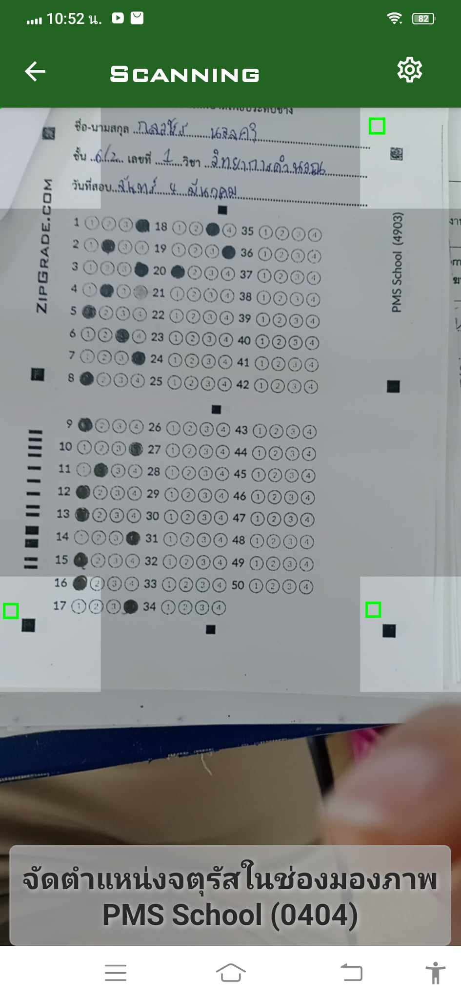 10:52 น.
82
SCANNING
ชื่อ-นามสกุล
ชั้น 6/2 เลขที่ 1 วิชา วิทยาการคำนวณ
วันที่สอบ จันทร์ 4 มีนาคม
ZIPGRADE.COM
PMS School (4903)
1 1 2 3 18 1 2 4 35 1 2 3 4
2 1 3 4 19 1 2 3 36 1 2 3 4
3 1 2 3 20 2 3 4 37 1 2 3 4
4 1 3 21 1 2 3 4 38 1 2 3 4
5 2 3 4 22 1 2 3 4 39 1 2 3 4
6 1 2 4 23 1 2 3 4 40 1 2 3 4
7 1 2 3 24 1 2 3 4 41 1 2 3 4
8 2 3 4 25 1 2 3 4 42 1 2 3 4
9 2 3 4 26 1 2 3 4 43 1 2 3 4
10 1 2 3 27 1 2 3 4 44 1 2 3 4
11 1 3 4 28 1 2 3 4 45 1 2 3 4
12 2 3 4 29 1 2 3 4 46 1 2 3 4
13 2 3 4 30 1 2 3 4 47 1 2 3 4
14 1 2 3 31 1 2 3 4 48 1 2 3 4
15 2 3 4 32 1 2 3 4 49 1 2 3 4
16 2 3 4 33 1 2 3 4 50 1 2 3 4
17 1 2 3 34 1 2 3 4
จัดตำแหน่งจตุรัสในช่องมองภาพ
PMS School (0404)